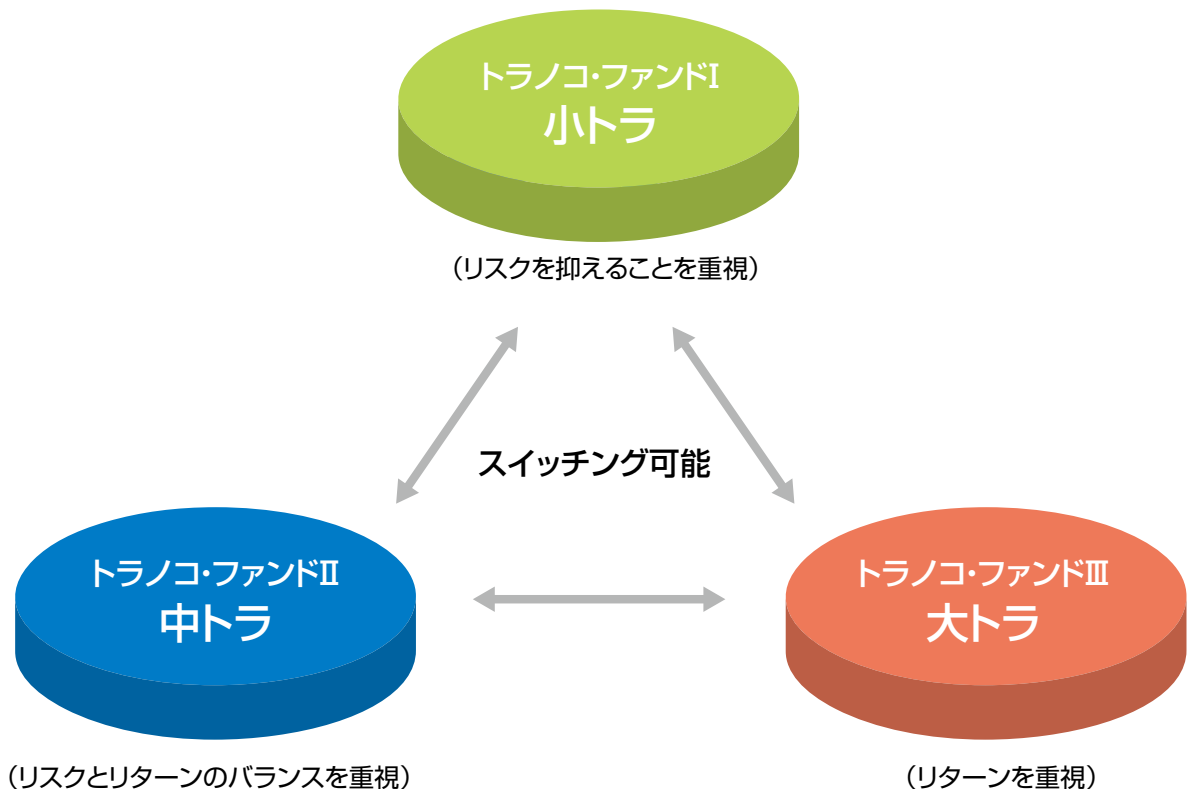 トラノコ・ファンドⅠ
小トラ
（リスクを抑えることを重視）
スイッチング可能
トラノコ・ファンドⅡ
中トラ
（リスクとリターンのバランスを重視）
トラノコ・ファンドⅢ
大トラ
（リターンを重視）